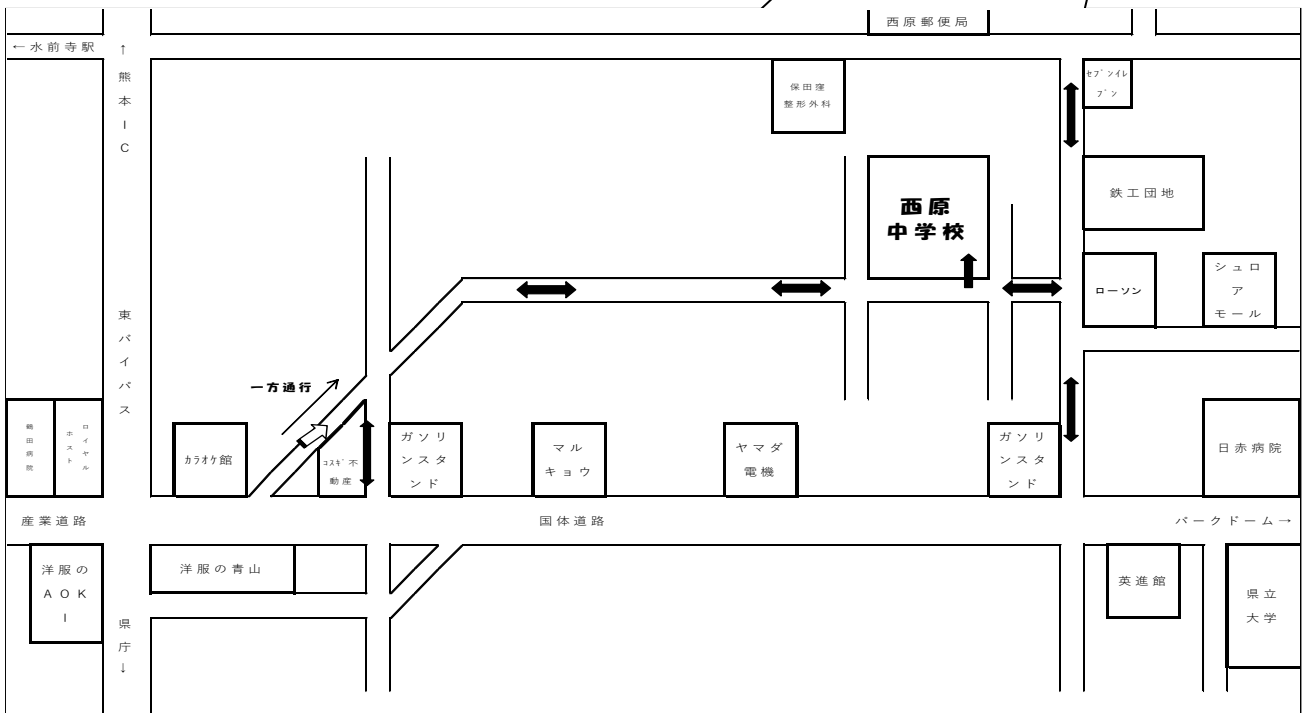 西原郵便局
←水前寺駅
↑
熊
本
I
C
保田窪
整形外科
セブンイレ
ブン
西原
中学校
鉄工団地
ローソン
シュロ
ア
モール
東
バ
イ
パ
ス
一方通行
鶴
田
病
院
ロ
イ
ヤ
ル
ホ
ス
ト
カラオケ館
コスギ不
動産
ガソリ
ンスタ
ンド
マル
キョウ
ヤマダ
電機
ガソリ
ンスタ
ンド
日赤病院
産業道路
国体道路
パークドーム→
洋服の
AOK
I
洋服の青山
英進館
県立
大学
県
庁
↓